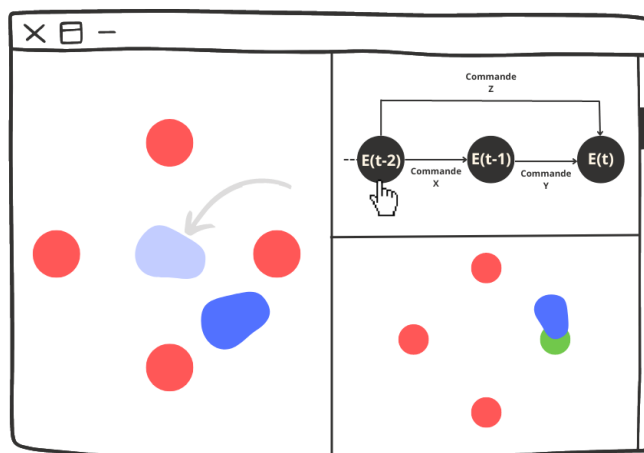 Commande
Z
E(t-2)
E(t-1)
E(t)
Commande
X
Commande
Y